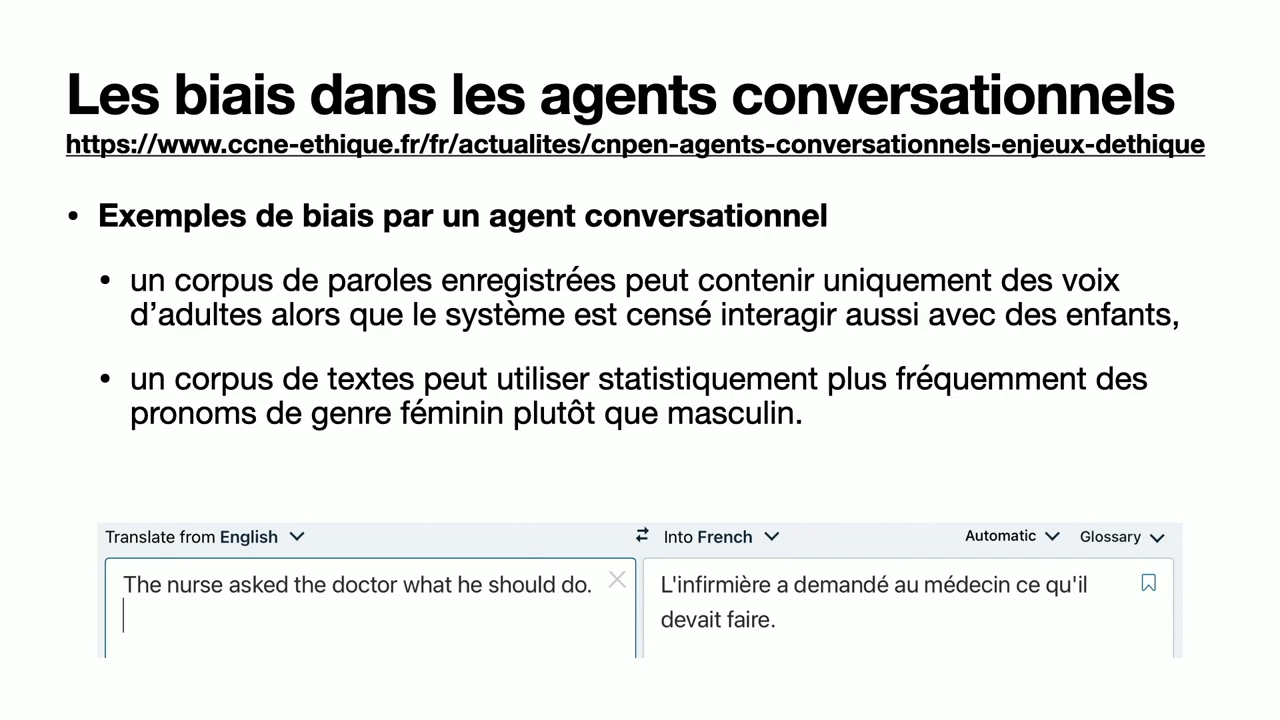 Les biais dans les agents conversationnels
https://www.ccne-ethique.fr/fr/actualites/cnpen-agents-conversationnels-enjeux-dethique
• Exemples de biais par un agent conversationnel
• un corpus de paroles enregistrées peut contenir uniquement des voix
d’adultes alors que le système est censé interagir aussi avec des enfants,
• un corpus de textes peut utiliser statistiquement plus fréquemment des
pronoms de genre féminin plutôt que masculin.
Translate from English
Into French
Automatic
Glossary
The nurse asked the doctor what he should do.
L'infirmière a demandé au médecin ce qu'il
devait faire.